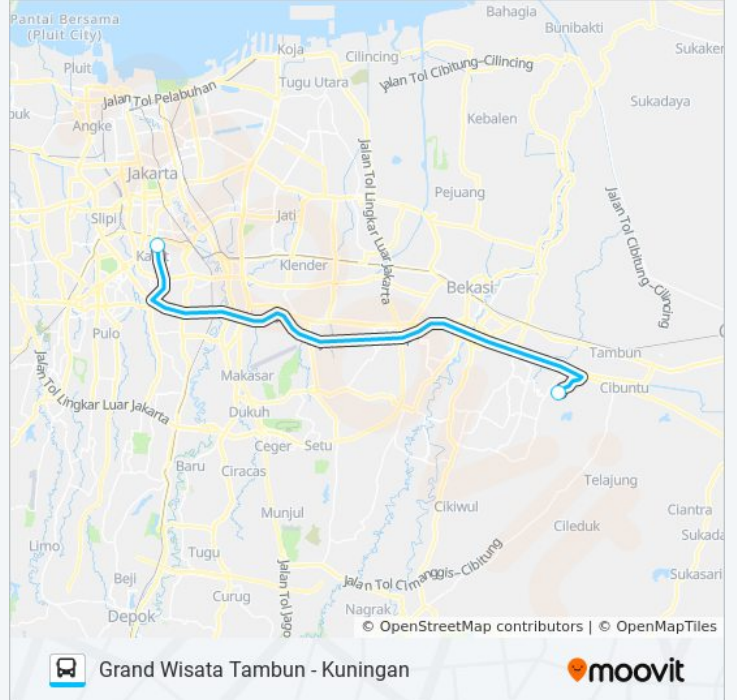 Pantai Bersama
(Pluit City)
Bahagia
Bunibakti
Koja
Cilincing
Sukaker
Pluit
Tugu Utara
Jalan Tol Cibitung–Cilincing
Jalan Tol Pelabuhan
Sukadaya
puk
Angke
Kebalen
Jalan Tol Lingkar Luar Jakarta
Jakarta
Pejuang
Jalan Tol Cibitung–Cilincing
Slipi
Jati
Klender
Bekasi
Pulo
Tambun
Makasar
Cibuntu
Jalan Tol Lingkar Luar Jakarta
Dukuh
Ceger
Setu
Baru
Ciracas
Telajung
Cikiwul
Munjul
Cileduk
Ciantra
Sukada
Limo
Tugu
Beji
Jalan Tol Cimanggis–Cibitung
Sukasari
Curug
Jalan Tol Jago
Nagrak
Depok
© OpenStreetMap contributors | © OpenMapTiles
Grand Wisata Tambun - Kuningan
moovit